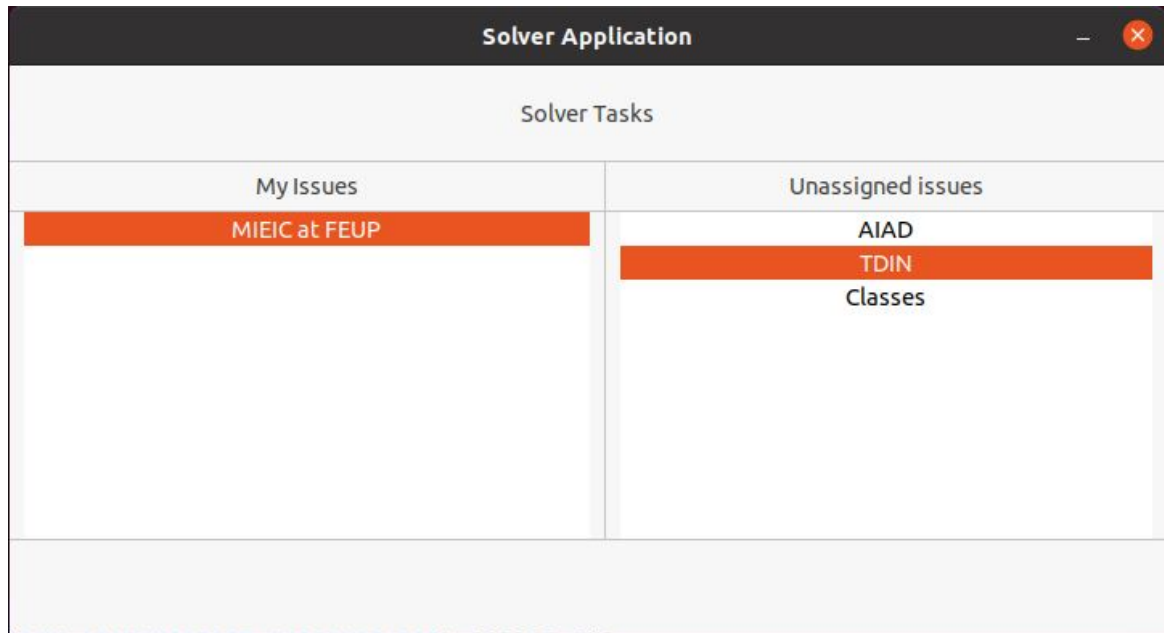 Solver Application
Solver Tasks
My Issues
Unassigned issues
MIEIC at FEUP
AIAD
TDIN
Classes